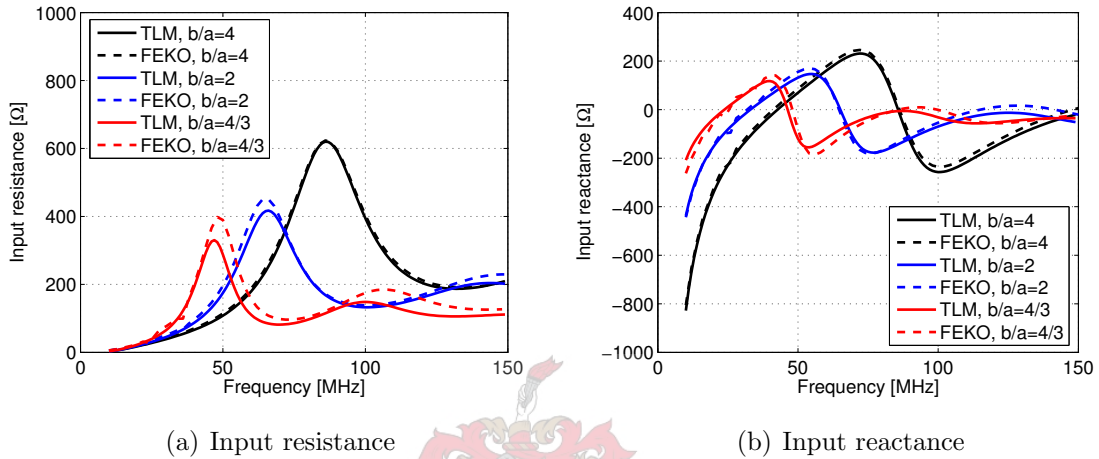 1000
800
600
400
200
0
Input resistance [Ω]
TLM, b/a=4
FEKO, b/a=4
TLM, b/a=2
FEKO, b/a=2
TLM, b/a=4/3
FEKO, b/a=4/3
0 50 100 150
Frequency [MHz]
(a) Input resistance
400
200
0
−200
−400
−600
−800
−1000
Input reactance [Ω]
TLM, b/a=4
FEKO, b/a=4
TLM, b/a=2
FEKO, b/a=2
TLM, b/a=4/3
FEKO, b/a=4/3
0 50 100 150
Frequency [MHz]
(b) Input reactance